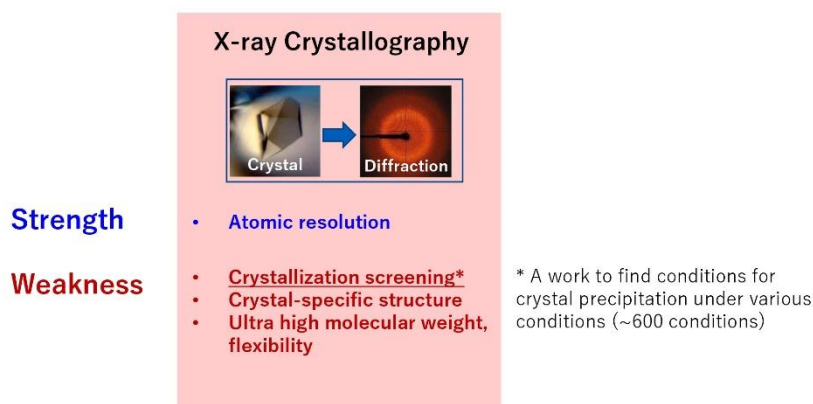 X-ray Crystallography
Crystal
Diffraction
Strength
• Atomic resolution
Weakness
• Crystallization screening*
• Crystal-specific structure
• Ultra high molecular weight,
flexibility
* A work to find conditions for
crystal precipitation under various
conditions (~600 conditions)